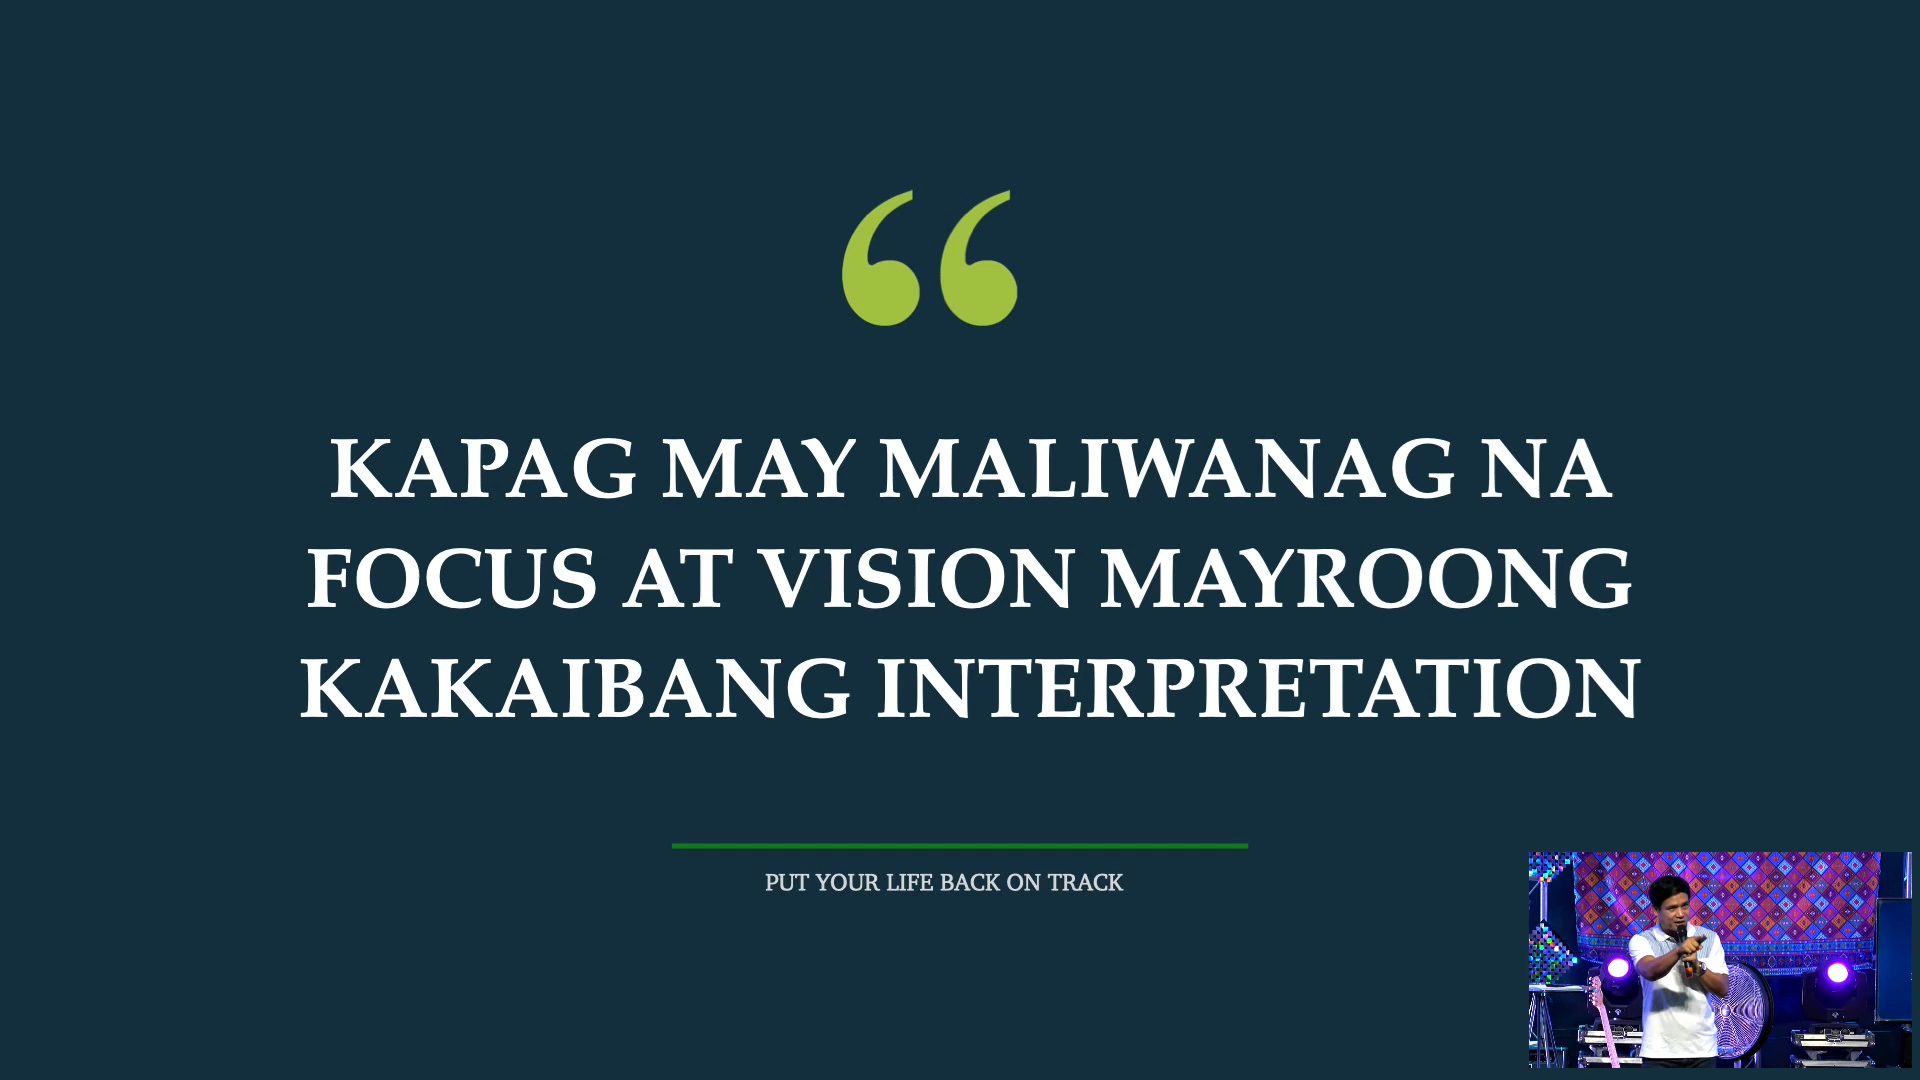 “
KAPAG MAY MALIWANAG NA
FOCUS AT VISION MAYROONG
KAKAIBANG INTERPRETATION
PUT YOUR LIFE BACK ON TRACK